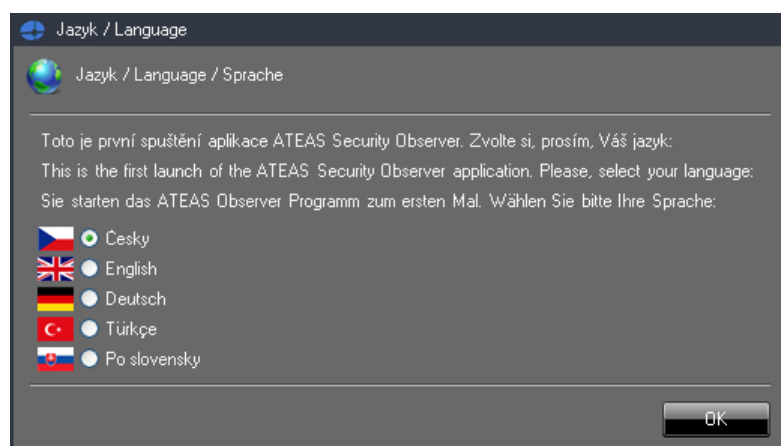 Jazyk / Language
Jazyk / Language / Sprache
Toto je první spuštění aplikace ATEAS Security Observer. Zvolte si, prosím, Váš jazyk:
This is the first launch of the ATEAS Security Observer application. Please, select your language:
Sie starten das ATEAS Observer Programm zum ersten Mal. Wählen Sie bitte Ihre Sprache:
Česky
English
Deutsch
Türkçe
Po slovensky
OK